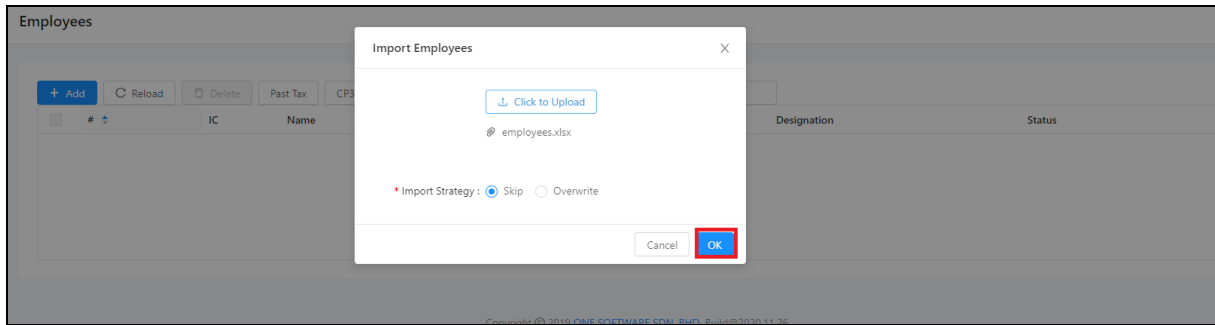 Employees
Import Employees
Click to Upload
+ Add Reload Delete Past Tax CP3
employees.xlsx
# IC Name Designation Status
* Import Strategy : Skip Overwrite
Cancel OK
Copyright © 2019 ONE SOFTWARE SDN. BHD. Build@2020.11.26